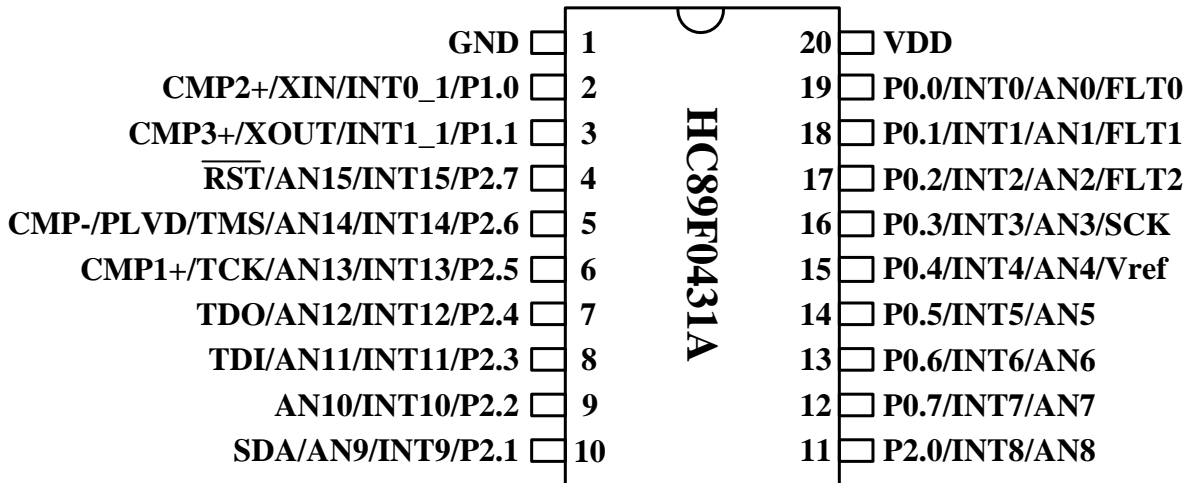 GND 1 20 VDD
CMP2+/XIN/INT0_1/P1.0 2 19 P0.0/INT0/AN0/FLT0
CMP3+/XOUT/INT1_1/P1.1 3 18 P0.1/INT1/AN1/FLT1
RST/AN15/INT15/P2.7 4 17 P0.2/INT2/AN2/FLT2
CMP-/PLVD/TMS/AN14/INT14/P2.6 5 16 P0.3/INT3/AN3/SCK
CMP1+/TCK/AN13/INT13/P2.5 6 15 P0.4/INT4/AN4/Vref
TDO/AN12/INT12/P2.4 7 14 P0.5/INT5/AN5
TDI/AN11/INT11/P2.3 8 13 P0.6/INT6/AN6
AN10/INT10/P2.2 9 12 P0.7/INT7/AN7
SDA/AN9/INT9/P2.1 10 11 P2.0/INT8/AN8
HC89F0431A